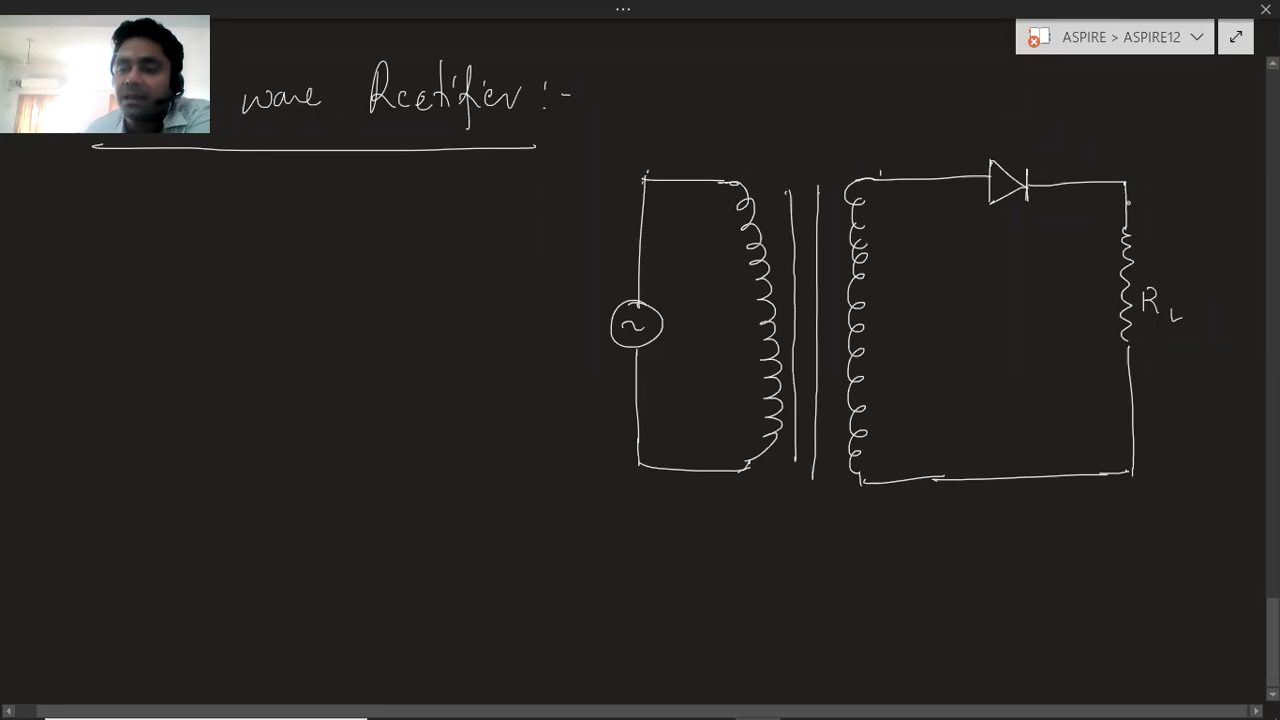 wave Rectifier :-
ASPIRE > ASPIRE12
~
R L